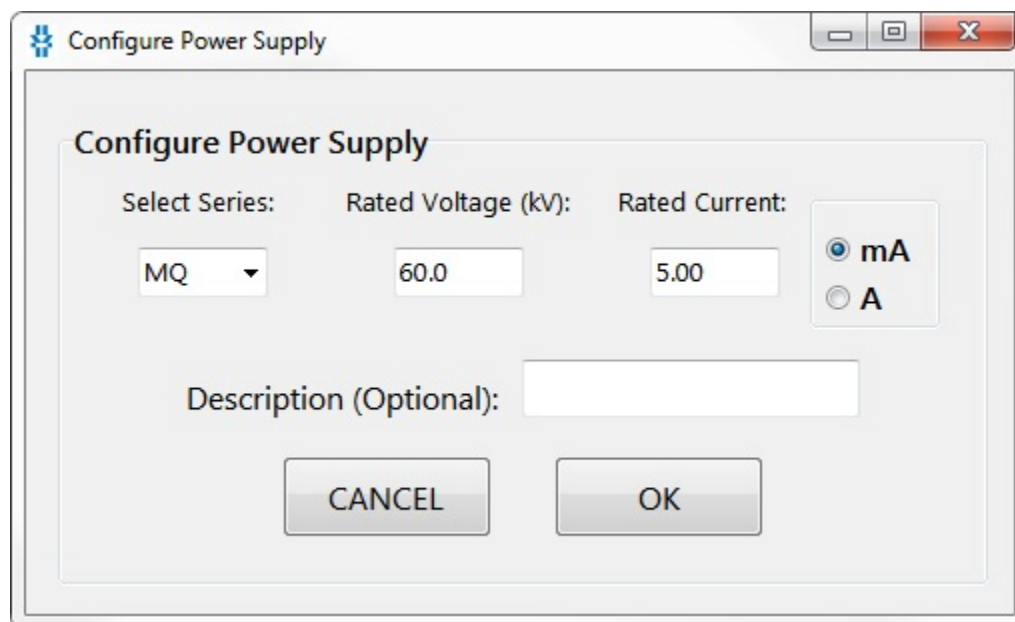 Configure Power Supply
Configure Power Supply
Select Series: Rated Voltage (kV): Rated Current:
MQ 60.0 5.00
mA
A
Description (Optional):
CANCEL OK